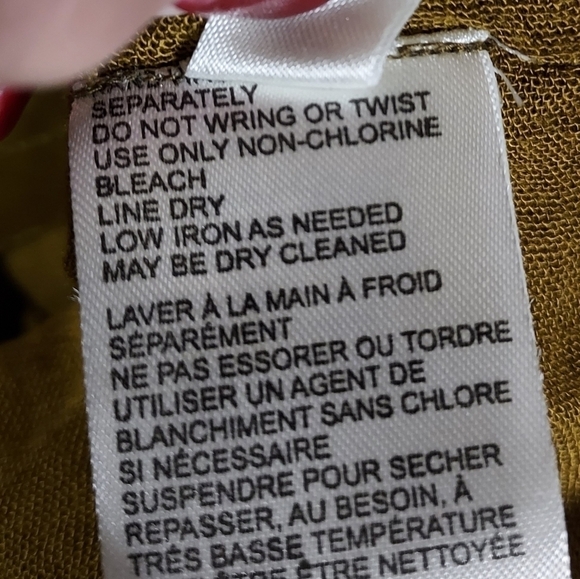 SEPARATELY
DO NOT WRING OR TWIST
USE ONLY NON-CHLORINE
BLEACH
LINE DRY
LOW IRON AS NEEDED
MAY BE DRY CLEANED
LAVER À LA MAIN À FROID
SÉPARÉMENT
NE PAS ESSORER OU TORDRE
UTILISER UN AGENT DE
BLANCHIMENT SANS CHLORE
SI NÉCESSAIRE
SUSPENDRE POUR SECHER
REPASSER, AU BESOIN, À
TRÉS BASSE TEMPÉRATURE
ÊTRE NETTOYÉE